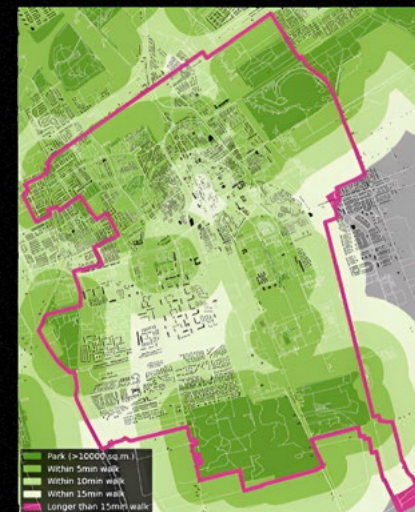 Park (>10000 sq.m.)
Within 5min walk
Within 10min walk
Within 15min walk
Longer than 15min walk